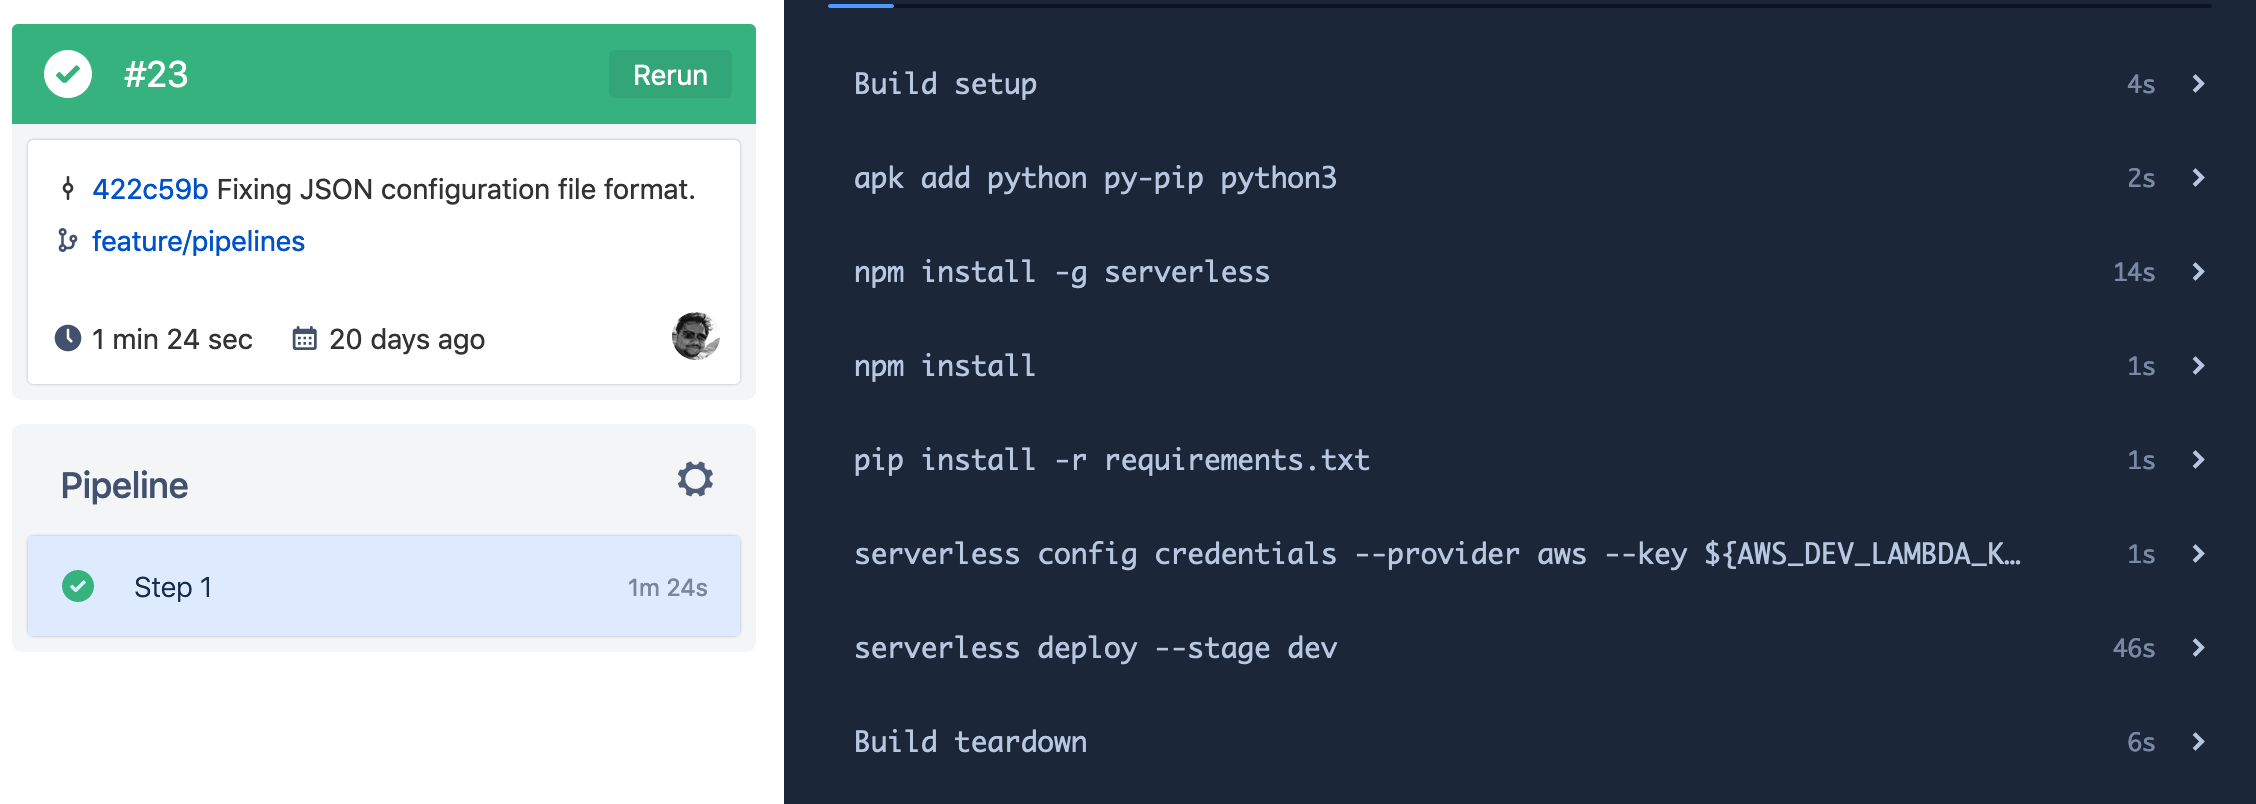 #23
Rerun
422c59b Fixing JSON configuration file format.
feature/pipelines
1 min 24 sec
20 days ago
Pipeline
Step 1
1m 24s
Build setup 4s
apk add python py-pip python3 2s
npm install -g serverless 14s
npm install 1s
pip install -r requirements.txt 1s
serverless config credentials --provider aws --key ${AWS_DEV_LAMBDA_K… 1s
serverless deploy --stage dev 46s
Build teardown 6s